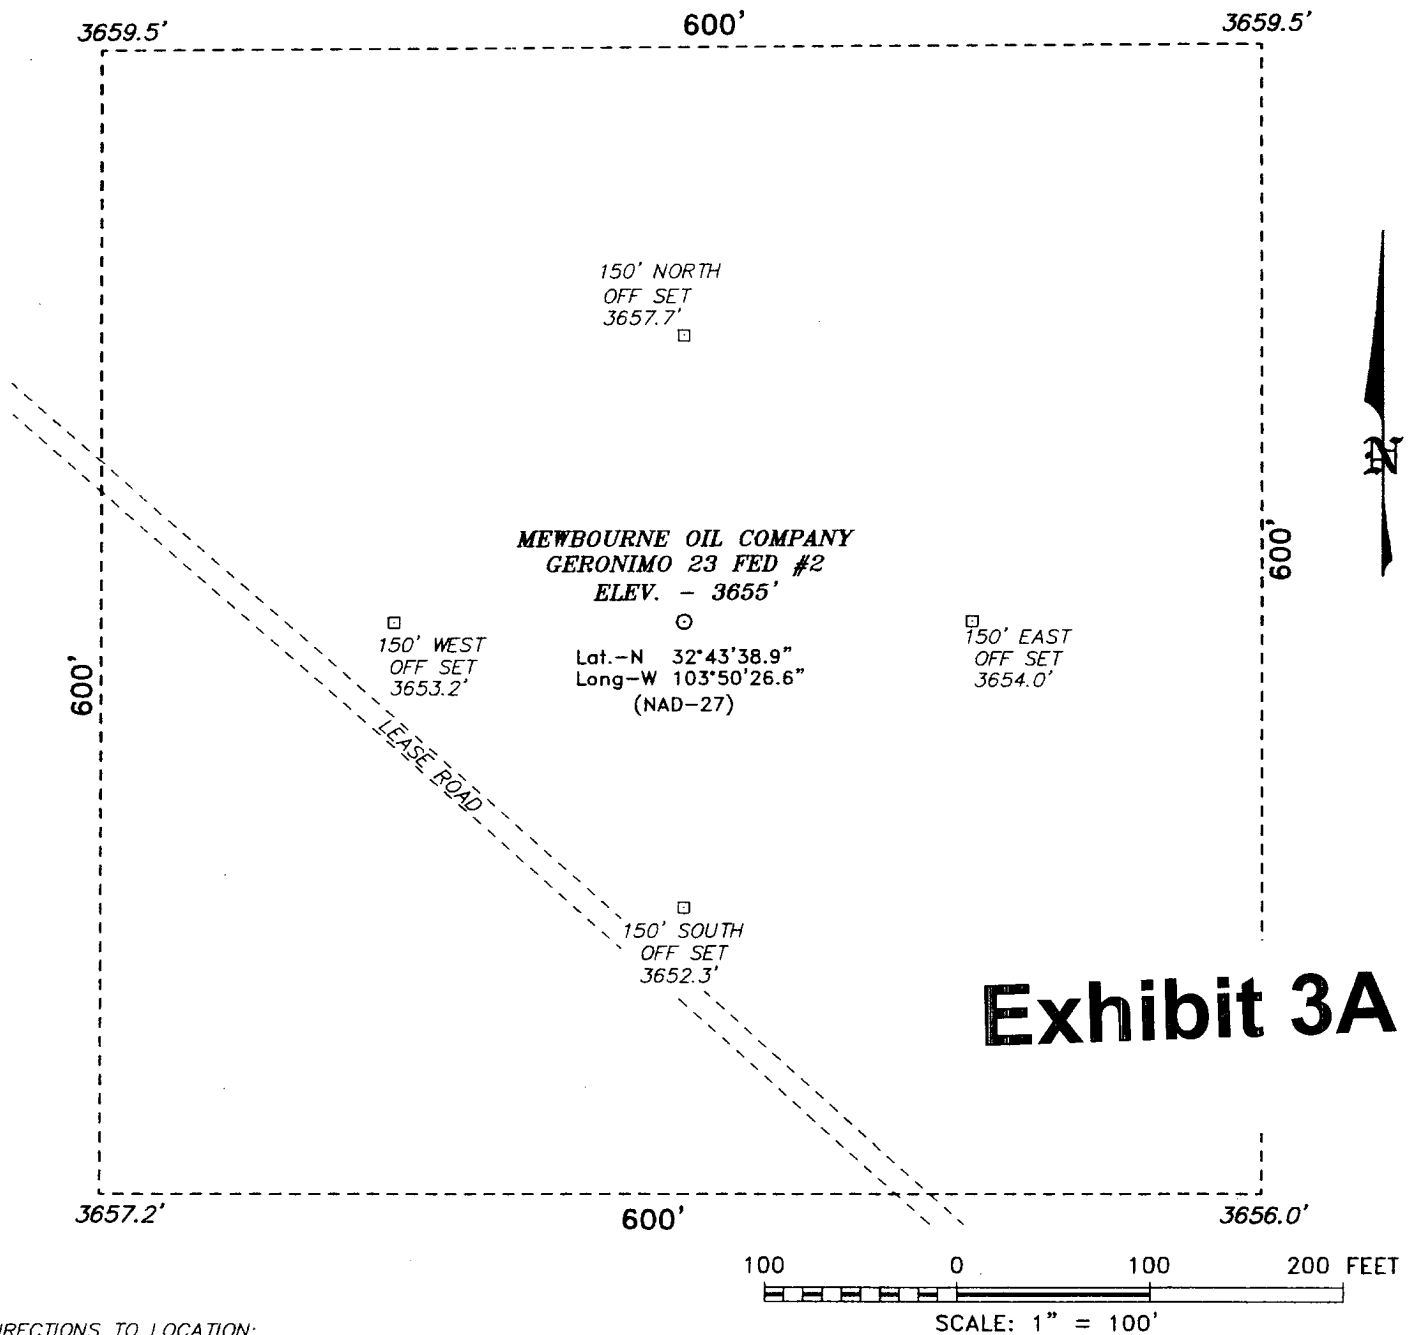 3659.5'
600'
3659.5'
150' NORTH
OFF SET
3657.7'
N
MEWBOURNE OIL COMPANY
GERONIMO 23 FED #2
ELEV. - 3655'
600'
150' WEST
OFF SET
3653.2'
Lat.-N 32°43'38.9"
Long-W 103°50'26.6"
(NAD-27)
150' EAST
OFF SET
3654.0'
600'
LEASE ROAD
150' SOUTH
OFF SET
3652.3'
Exhibit 3A
3657.2'
600'
3656.0'
100 0 100 200 FEET
SCALE: 1" = 100'
TO LOCATION: